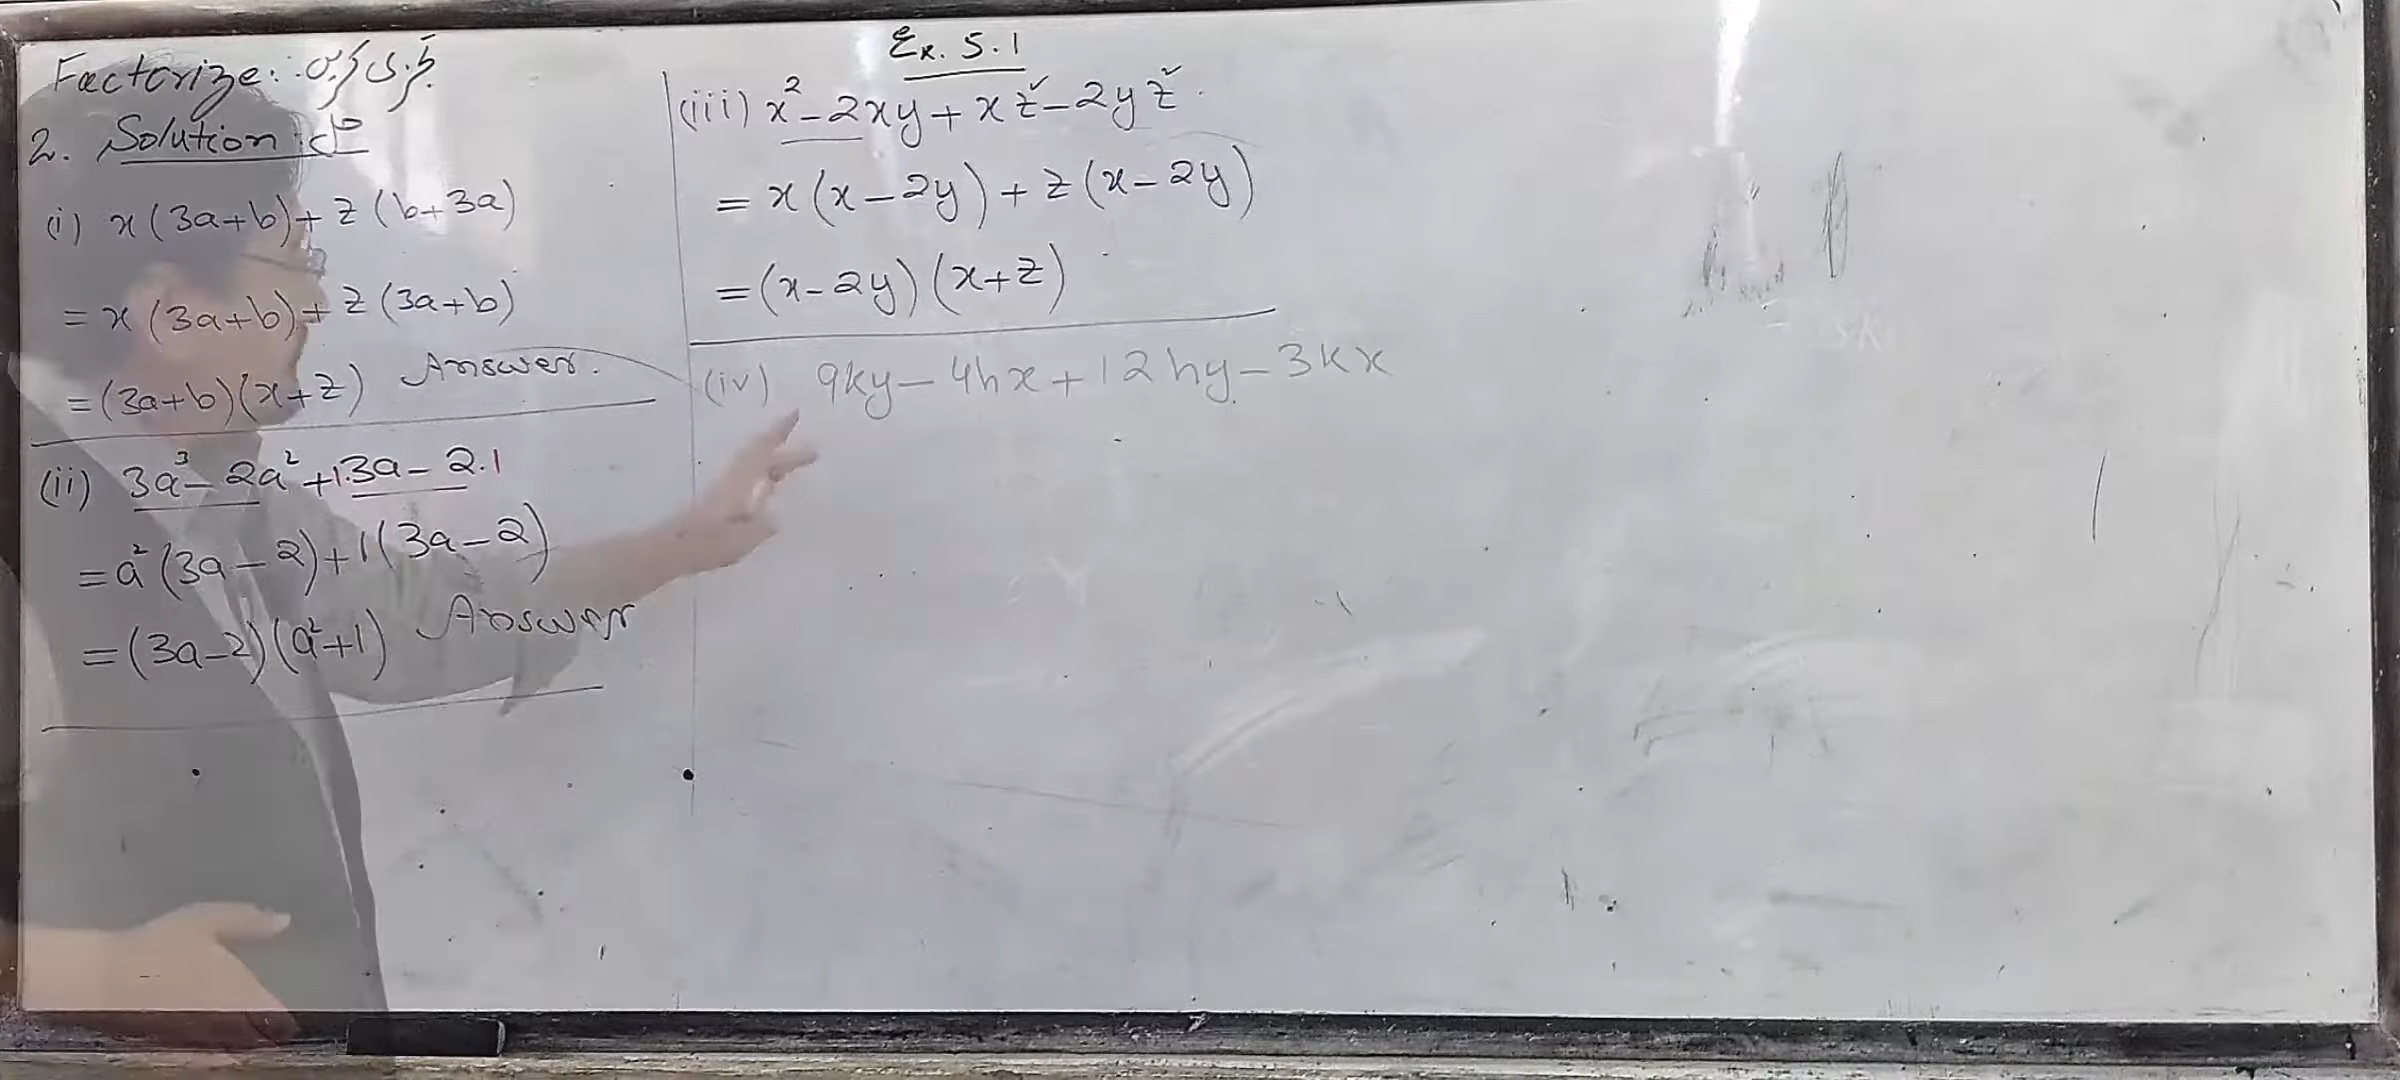 Ex. 5.1
Factorize:
2. Solution: حل
(i) x(3a+b)+z(b+3a)
= x(3a+b)+z(3a+b)
= (3a+b)(x+z) Answer.
(ii) 3a³-2a²+1.3a-2.1
= a²(3a-2)+1(3a-2)
= (3a-2)(a²+1) Answer
(iii) x²-2xy+xz-2yz
= x(x-2y)+z(x-2y)
= (x-2y)(x+z)
(iv) 9ky-4hx+12hy-3kx